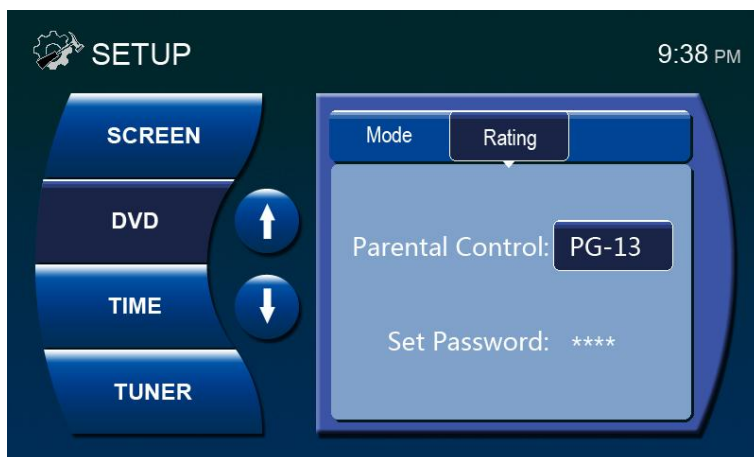 SETUP
9:38 PM
SCREEN
DVD
TIME
TUNER
Mode
Rating
Parental Control: PG-13
Set Password: ****